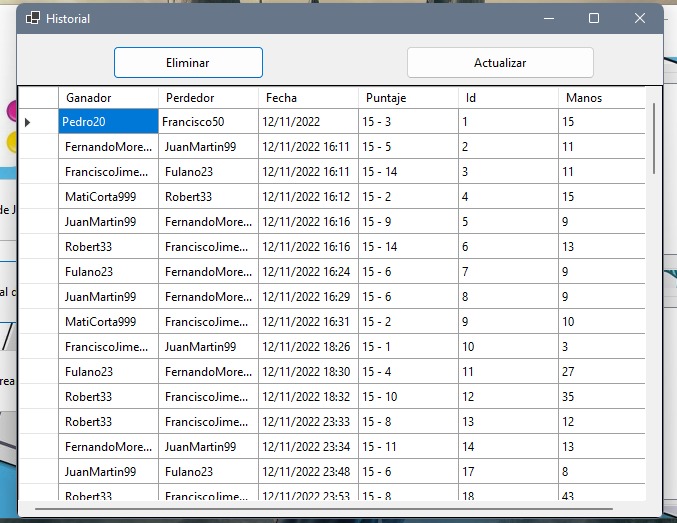 Historial
Eliminar Actualizar
Ganador Perdedor Fecha Puntaje Id Manos
Pedro20 Francisco50 12/11/2022 15 - 3 1 15
FernandoMore... JuanMartin99 12/11/2022 16:11 15 - 5 2 11
FranciscoJime... Fulano23 12/11/2022 16:11 15 - 14 3 11
MatiCorta999 Robert33 12/11/2022 16:12 15 - 2 4 15
JuanMartin99 FernandoMore... 12/11/2022 16:16 15 - 9 5 9
Robert33 FranciscoJime... 12/11/2022 16:16 15 - 14 6 13
Fulano23 FernandoMore... 12/11/2022 16:24 15 - 6 7 9
JuanMartin99 FernandoMore... 12/11/2022 16:29 15 - 6 8 9
MatiCorta999 FranciscoJime... 12/11/2022 16:31 15 - 2 9 10
FranciscoJime... JuanMartin99 12/11/2022 18:26 15 - 1 10 3
Fulano23 FernandoMore... 12/11/2022 18:30 15 - 4 11 27
Robert33 FranciscoJime... 12/11/2022 18:32 15 - 10 12 35
Robert33 FranciscoJime... 12/11/2022 23:33 15 - 8 13 12
FernandoMore... JuanMartin99 12/11/2022 23:34 15 - 11 14 13
JuanMartin99 Fulano23 12/11/2022 23:48 15 - 6 17 8
Robert33 FranciscoJime... 12/11/2022 23:53 15 - 8 18 43